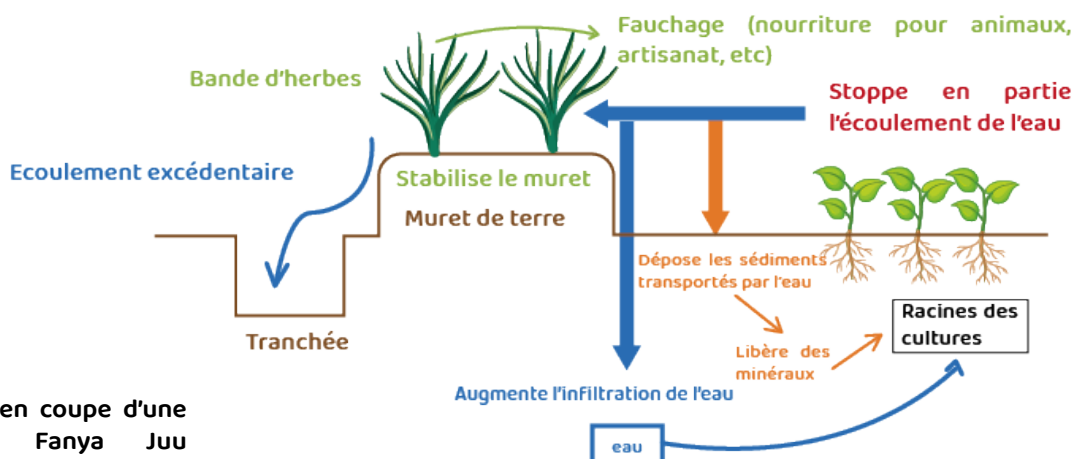 Fauchage (nourriture pour animaux,
artisanat, etc)
Bande d'herbes
Stoppe en partie
l'écoulement de l'eau
Ecoulement excédentaire
Stabilise le muret
Muret de terre
Dépose les sédiments
transportés par l'eau
Tranchée
Racines des
cultures
Libère des
minéraux
Augmente l'infiltration de l'eau
en coupe d'une
Fanya Juu
eau